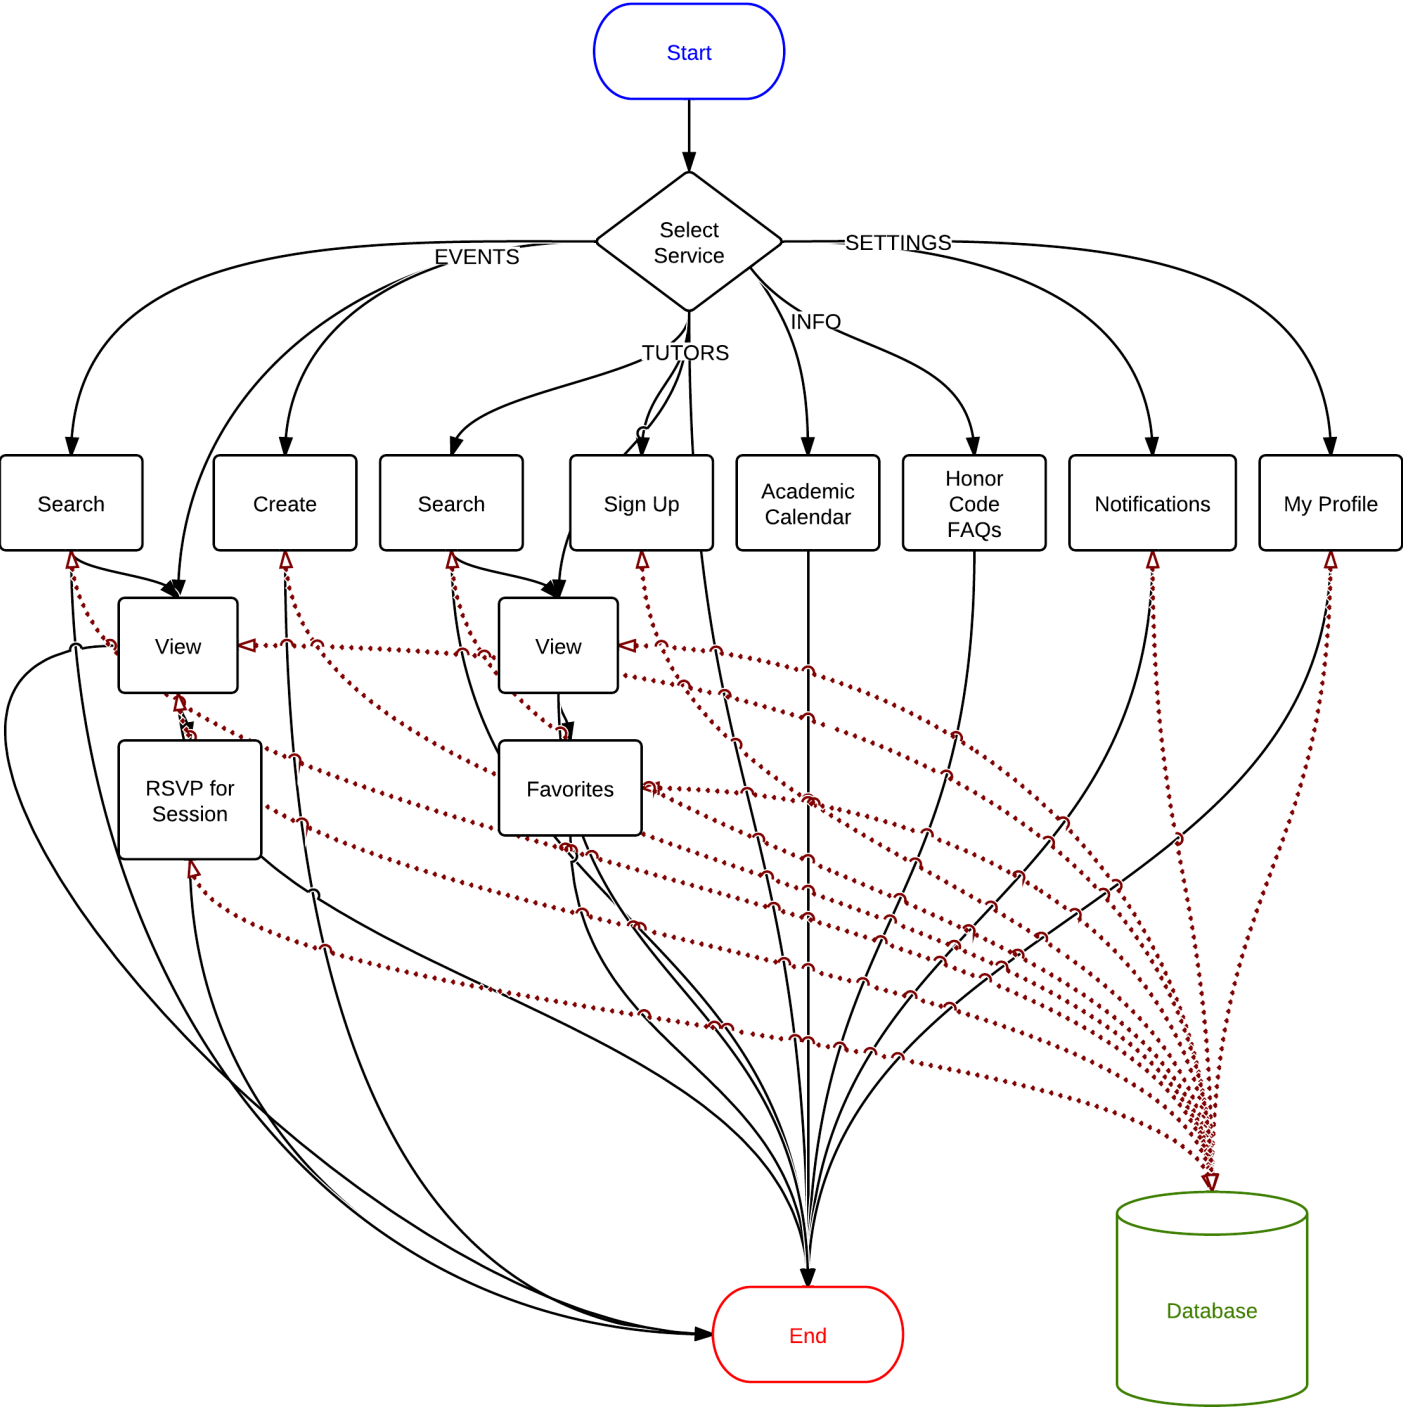 Start
Select
Service
EVENTS
SETTINGS
INFO
TUTORS
Search
Create
Search
Sign Up
Academic
Calendar
Honor
Code
FAQs
Notifications
My Profile
View
View
RSVP for
Session
Favorites
Database
End